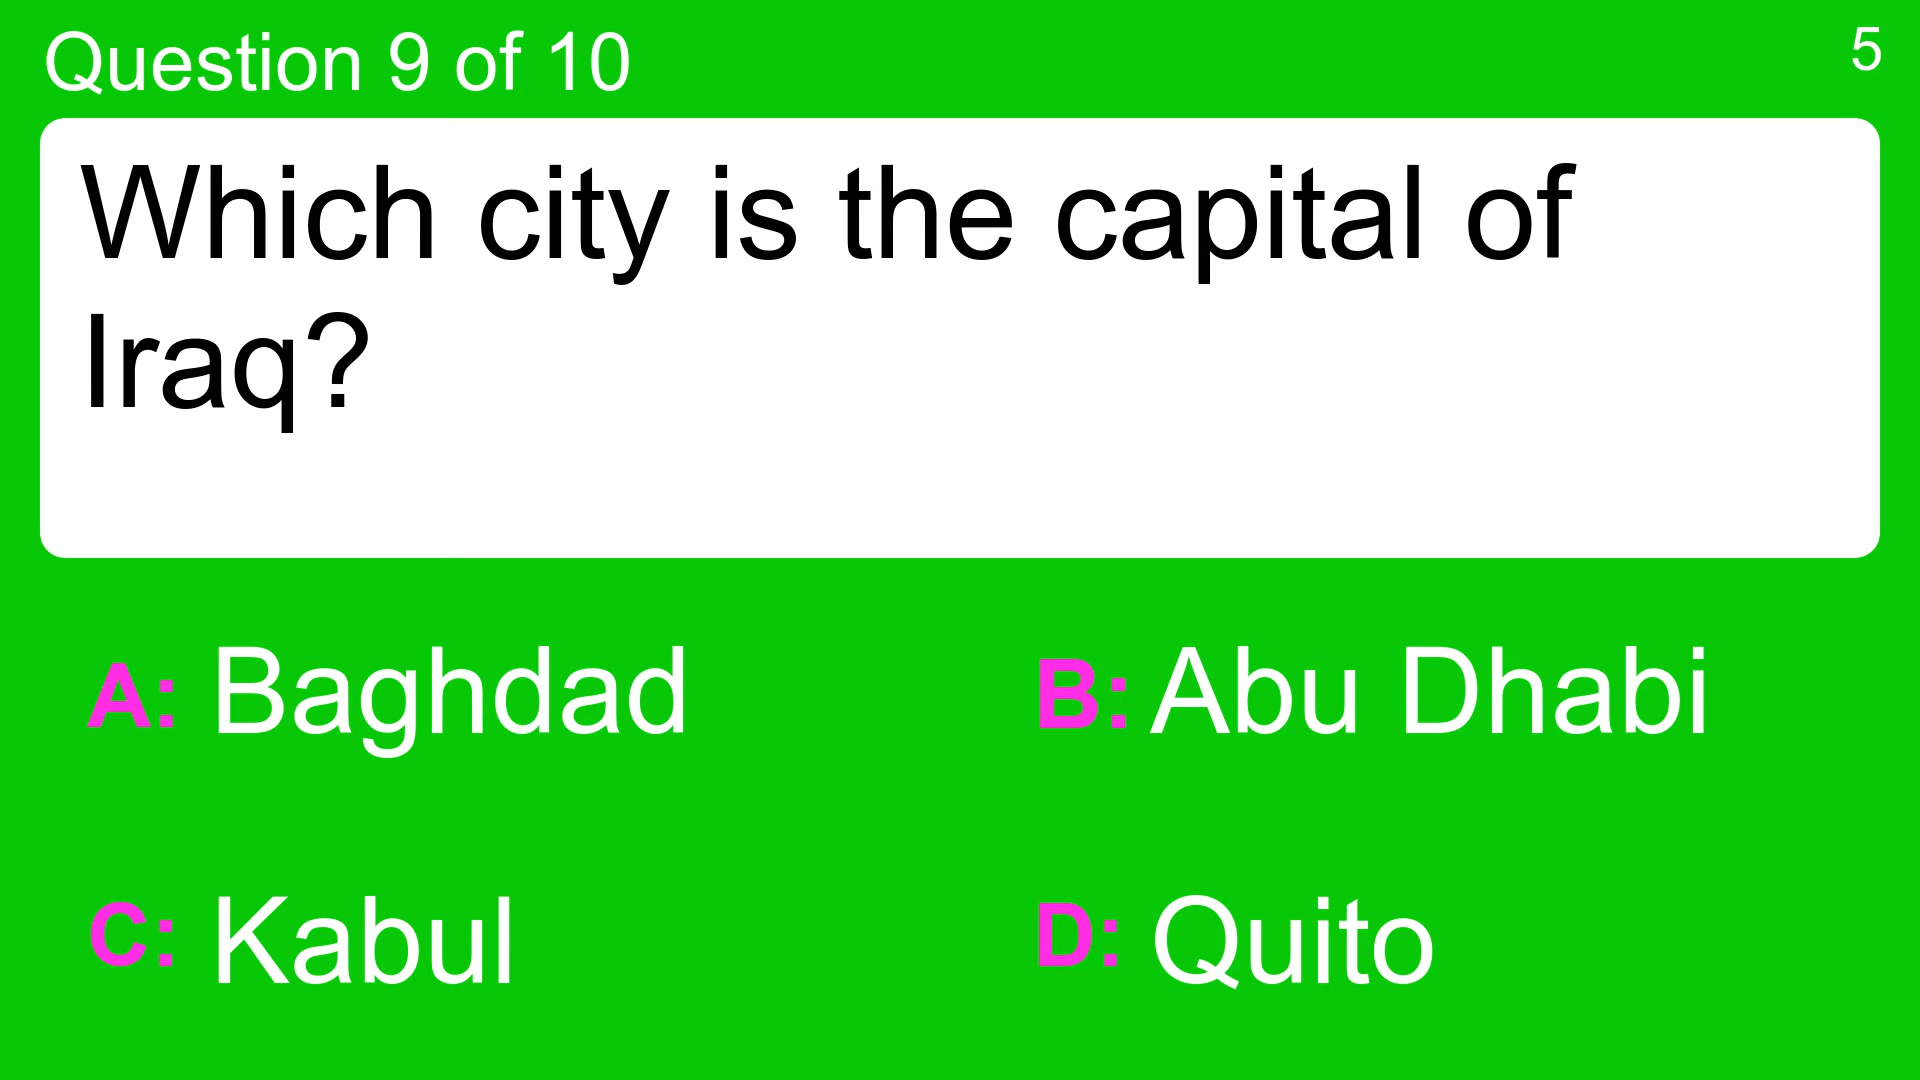 Question 9 of 10
5
Which city is the capital of
Iraq?
A: Baghdad
B: Abu Dhabi
C: Kabul
D: Quito